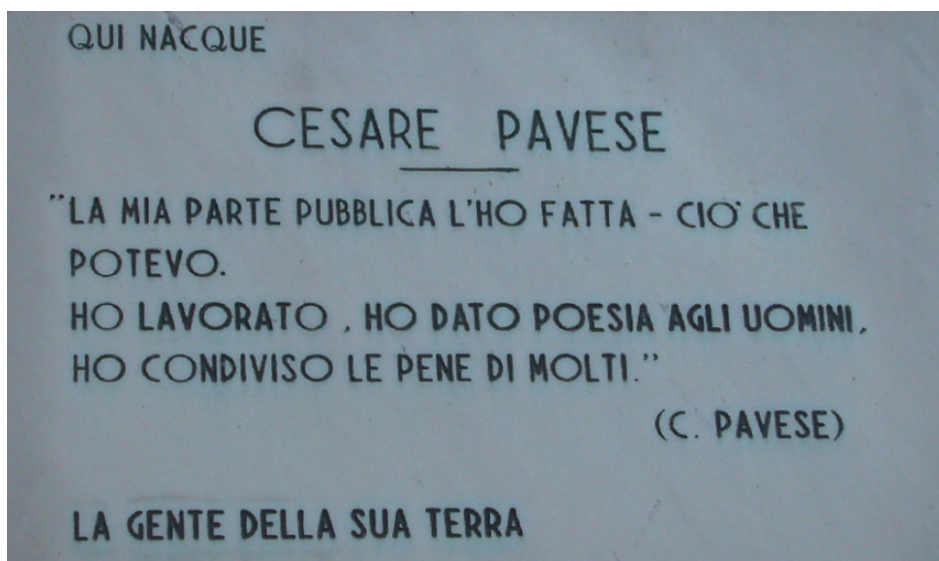 QUI NACQUE
CESARE PAVESE
"LA MIA PARTE PUBBLICA L'HO FATTA - CIO' CHE
POTEVO.
HO LAVORATO, HO DATO POESIA AGLI UOMINI,
HO CONDIVISO LE PENE DI MOLTI."
(C. PAVESE)
LA GENTE DELLA SUA TERRA